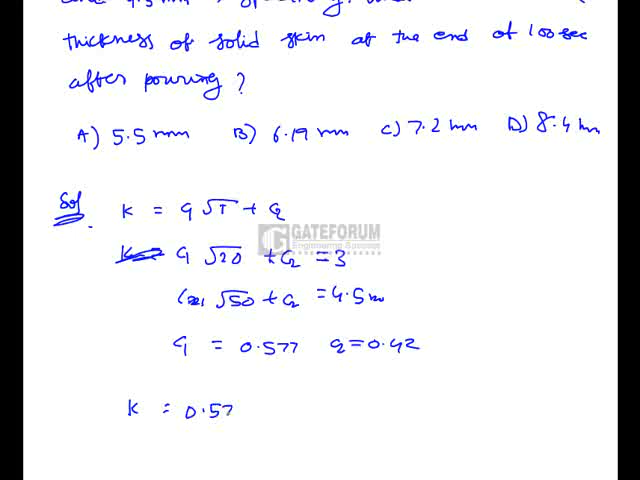 thickness of solid skin at the end of 100 sec
after pouring ?
A) 5.5 mm B) 6.19 mm C) 7.2 mm D) 8.4 mm
Sol
K = C1 √T + C2
GATEFORUM
Engineering Success
C1 √20 + C2 = 3
C1 √50 + C2 = 4.5 mm
C1 = 0.577 C2 = 0.42
K = 0.57